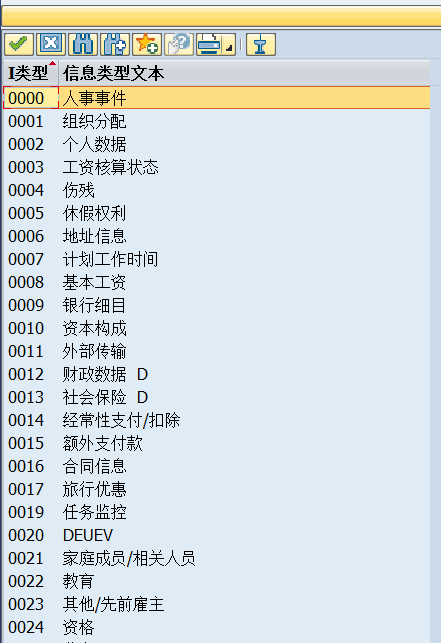 I类型 信息类型文本
0000 人事事件
0001 组织分配
0002 个人数据
0003 工资核算状态
0004 伤残
0005 休假权利
0006 地址信息
0007 计划工作时间
0008 基本工资
0009 银行细目
0010 资本构成
0011 外部传输
0012 财政数据 D
0013 社会保险 D
0014 经常性支付/扣除
0015 额外支付款
0016 合同信息
0017 旅行优惠
0019 任务监控
0020 DEUEV
0021 家庭成员/相关人员
0022 教育
0023 其他/先前雇主
0024 资格